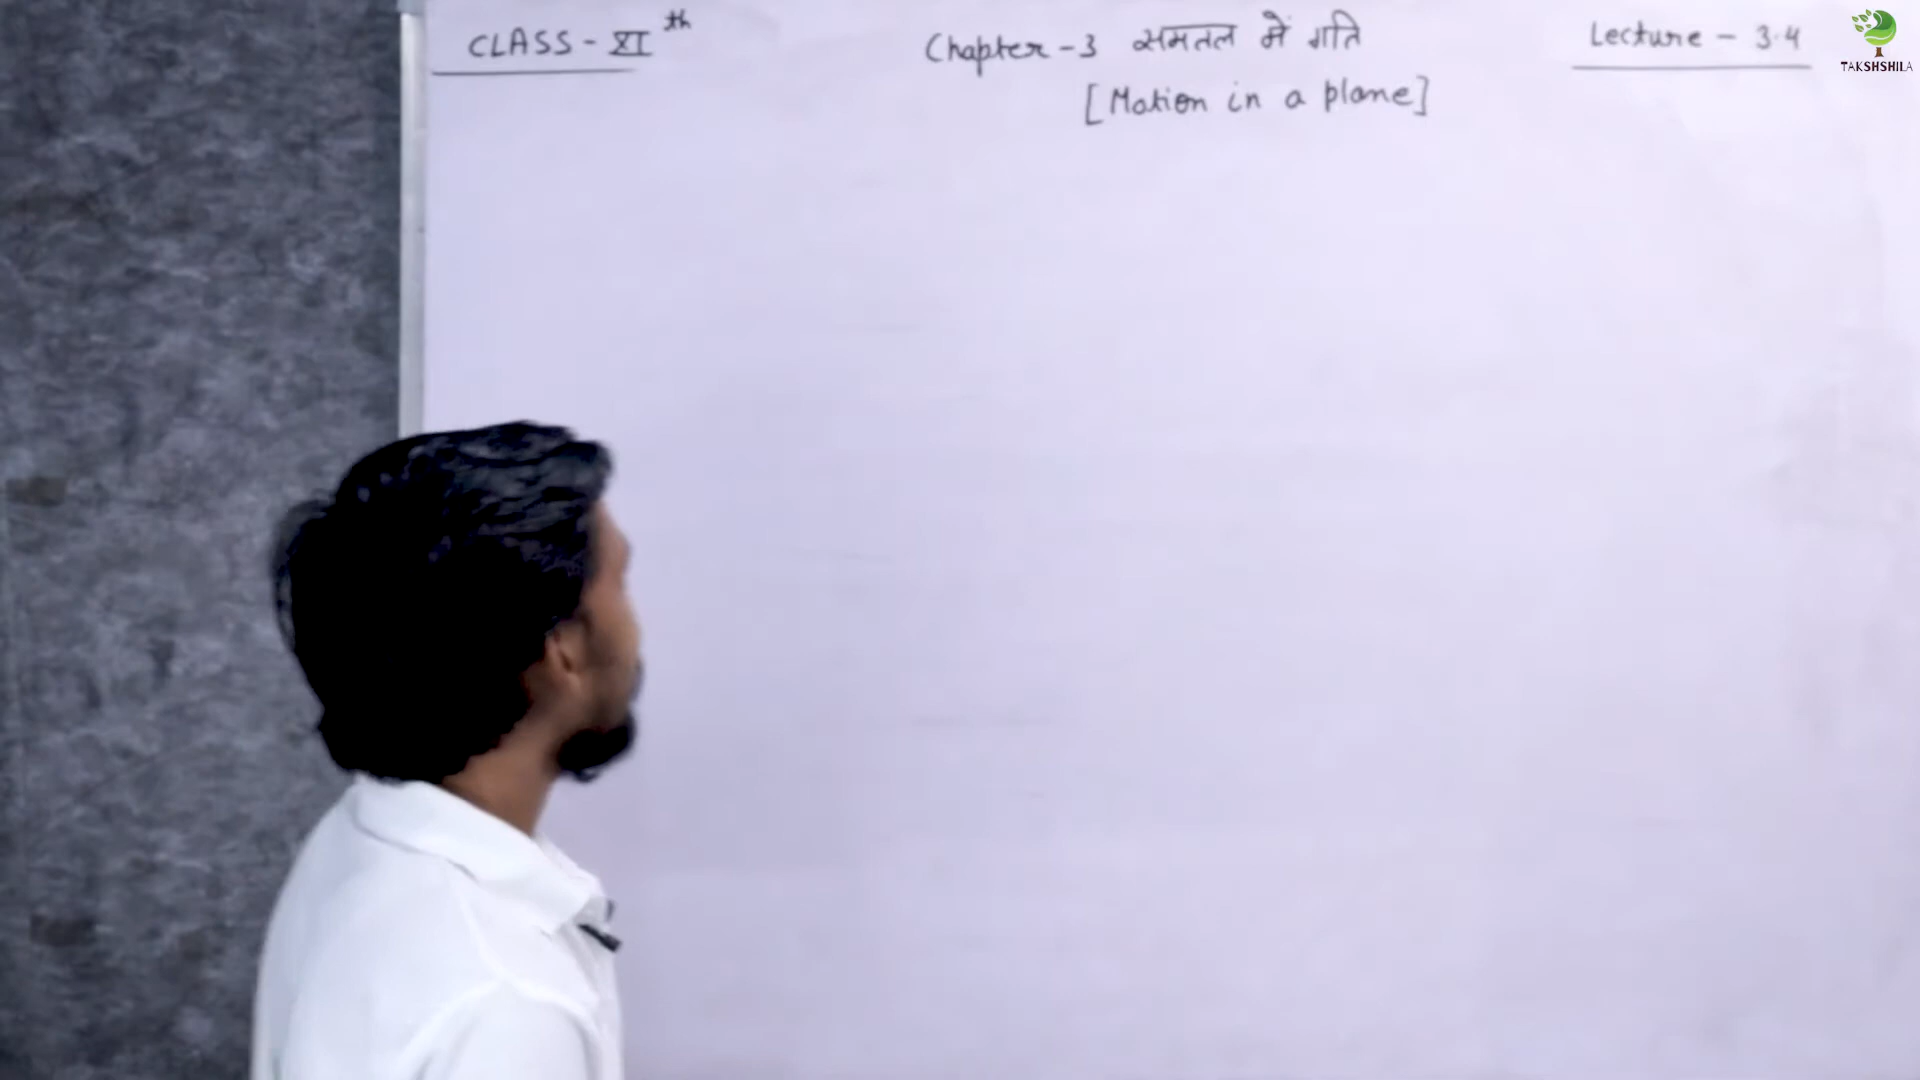 CLASS - XI th
Chapter - 3 समतल में गति
[Motion in a plane]
Lecture - 3.4
TAKSHSHILA